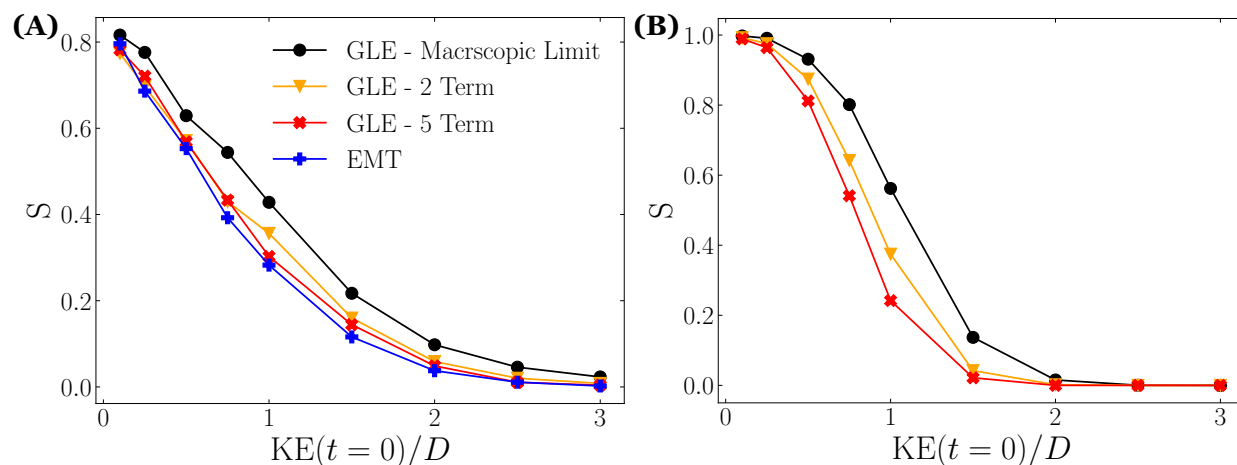 (A)
GLE - Macrscopic Limit
GLE - 2 Term
GLE - 5 Term
EMT
0.8
0.6
0.4
0.2
0.0
S
0
1
2
3
KE(t = 0)/D
(B)
1.0
0.8
0.6
0.4
0.2
0.0
S
0
1
2
3
KE(t = 0)/D